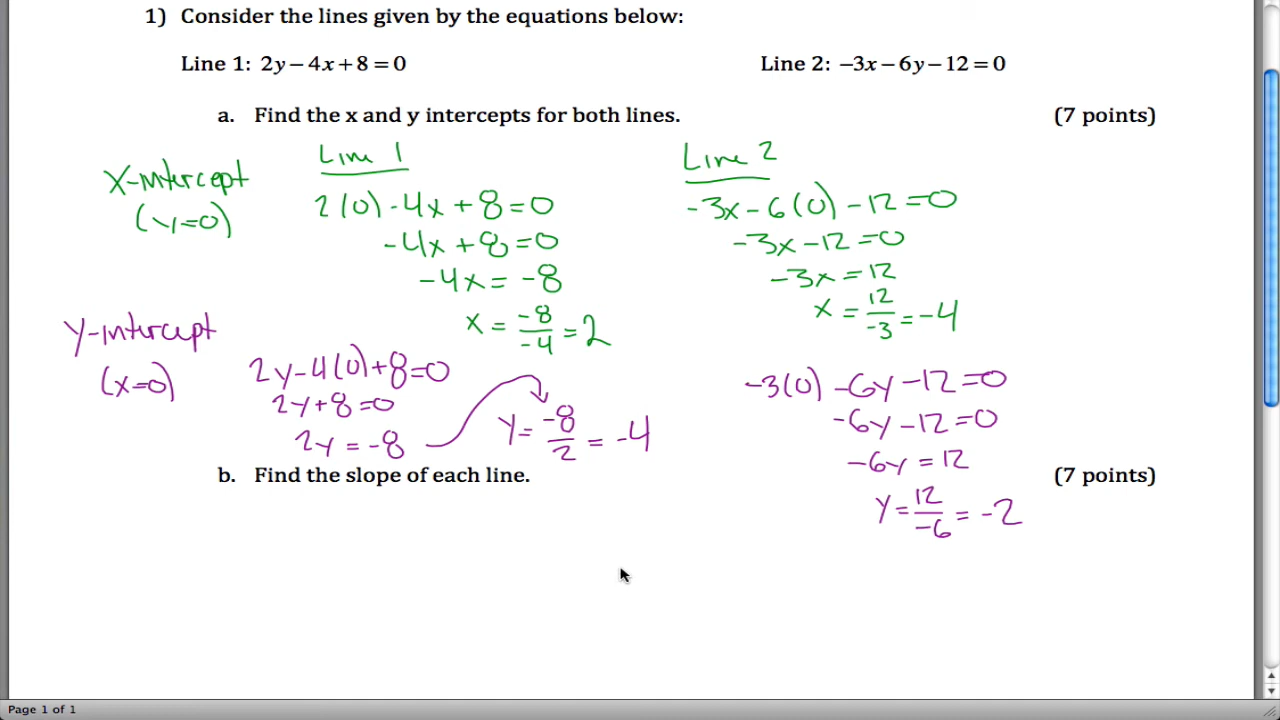 1) Consider the lines given by the equations below:
Line 1: 2y − 4x + 8 = 0
Line 2: −3x − 6y − 12 = 0
a. Find the x and y intercepts for both lines. (7 points)
X-intercept
(y=0)
Line 1
2(0) - 4x + 8 = 0
-4x + 8 = 0
-4x = -8
x = -8/-4 = 2
Line 2
-3x - 6(0) - 12 = 0
-3x - 12 = 0
-3x = 12
x = 12/-3 = -4
Y-intercept
(x=0)
2y - 4(0) + 8 = 0
2y + 8 = 0
2y = -8
y = -8/2 = -4
-3(0) - 6y - 12 = 0
-6y - 12 = 0
-6y = 12
y = 12/-6 = -2
b. Find the slope of each line. (7 points)
Page 1 of 1